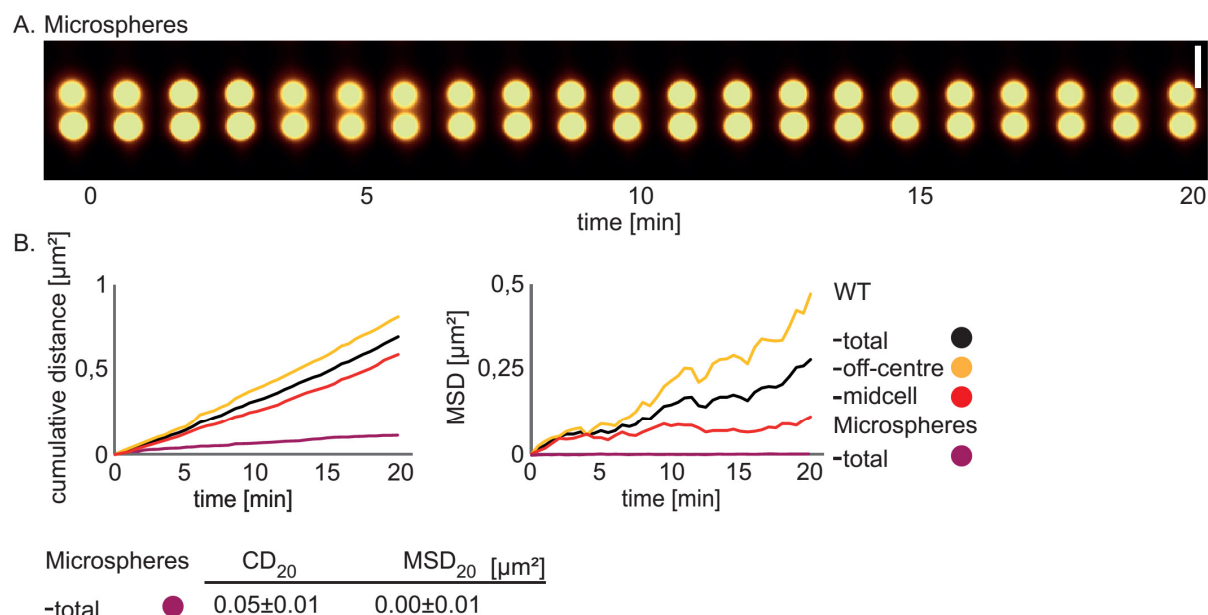 A. Microspheres
0 5 10 15 20
time [min]
B.
cumulative distance [µm²]
1
0,5
0
0 5 10 15 20
time [min]
MSD [µm²]
0,5
0,25
0
0 5 10 15 20
time [min]
WT
-total
-off-centre
-midcell
Microspheres
-total
Microspheres CD20 MSD20 [µm²]
-total 0.05±0.01 0.00±0.01